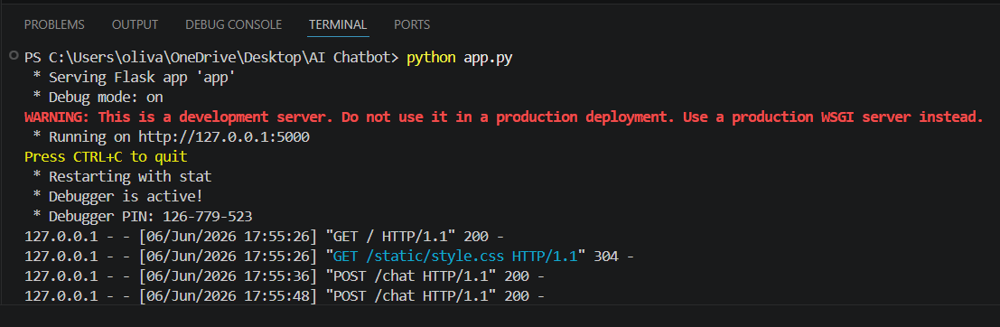 PROBLEMS OUTPUT DEBUG CONSOLE TERMINAL PORTS
PS C:\Users\oliva\OneDrive\Desktop\AI Chatbot> python app.py
* Serving Flask app 'app'
* Debug mode: on
WARNING: This is a development server. Do not use it in a production deployment. Use a production WSGI server instead.
* Running on http://127.0.0.1:5000
Press CTRL+C to quit
* Restarting with stat
* Debugger is active!
* Debugger PIN: 126-779-523
127.0.0.1 - - [06/Jun/2026 17:55:26] "GET / HTTP/1.1" 200 -
127.0.0.1 - - [06/Jun/2026 17:55:26] "GET /static/style.css HTTP/1.1" 304 -
127.0.0.1 - - [06/Jun/2026 17:55:36] "POST /chat HTTP/1.1" 200 -
127.0.0.1 - - [06/Jun/2026 17:55:48] "POST /chat HTTP/1.1" 200 -